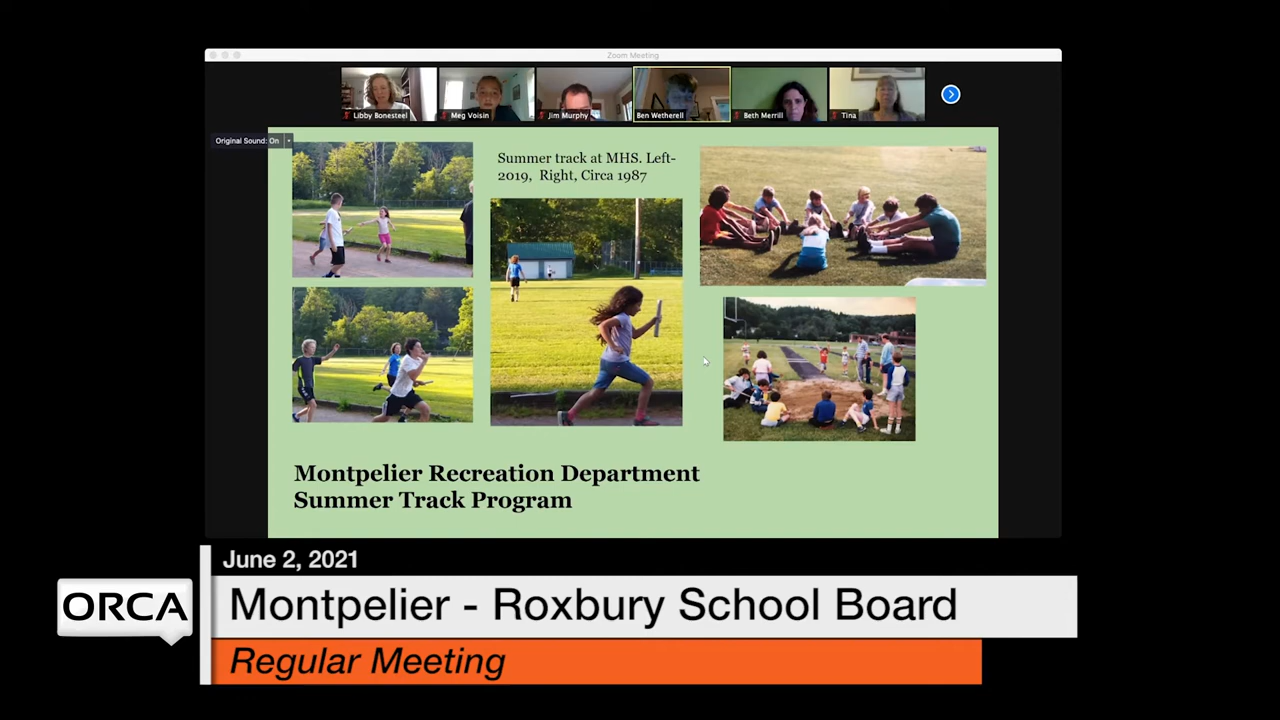 Zoom Meeting
Libby Bonesteel
Meg Voisin
Jim Murphy
Ben Wetherell
Beth Merrill
Tina
Original Sound: On
Summer track at MHS. Left-
2019, Right, Circa 1987
Montpelier Recreation Department
Summer Track Program
June 2, 2021
ORCA
Montpelier - Roxbury School Board
Regular Meeting